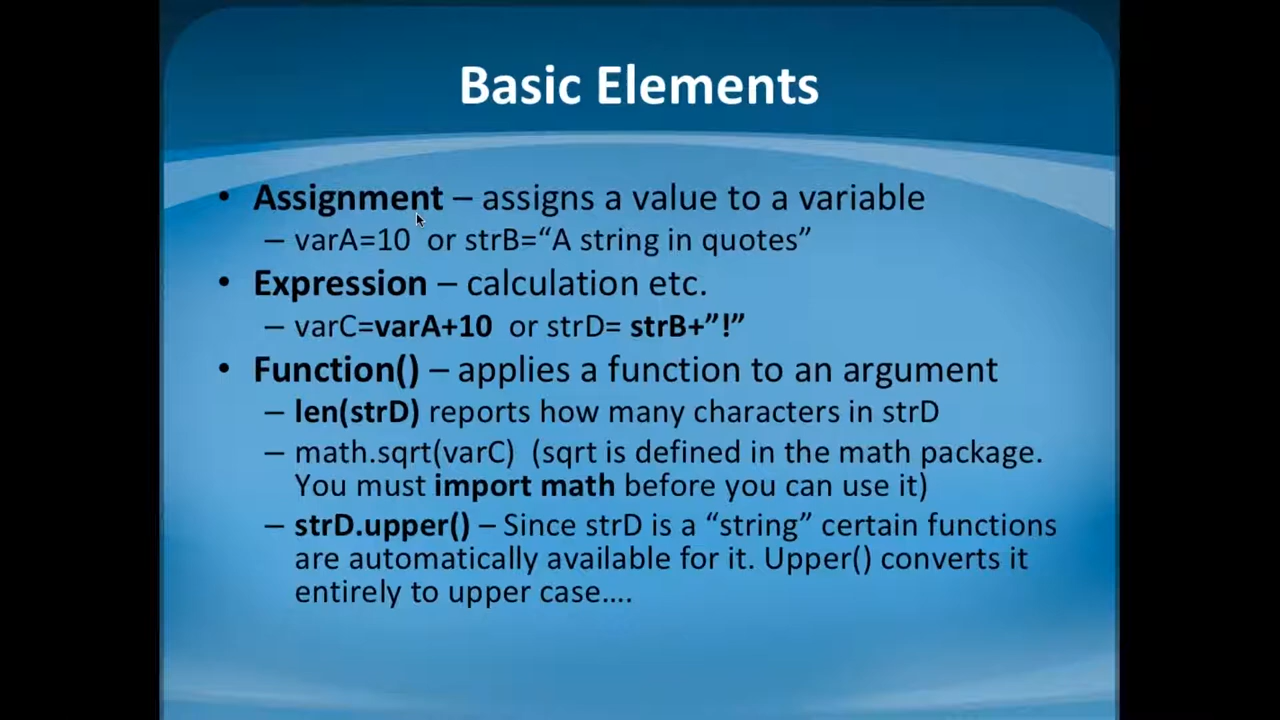 Basic Elements
• Assignment – assigns a value to a variable
– varA=10 or strB=“A string in quotes”
• Expression – calculation etc.
– varC=varA+10 or strD= strB+”!”
• Function() – applies a function to an argument
– len(strD) reports how many characters in strD
– math.sqrt(varC) (sqrt is defined in the math package.
You must import math before you can use it)
– strD.upper() – Since strD is a “string” certain functions
are automatically available for it. Upper() converts it
entirely to upper case….